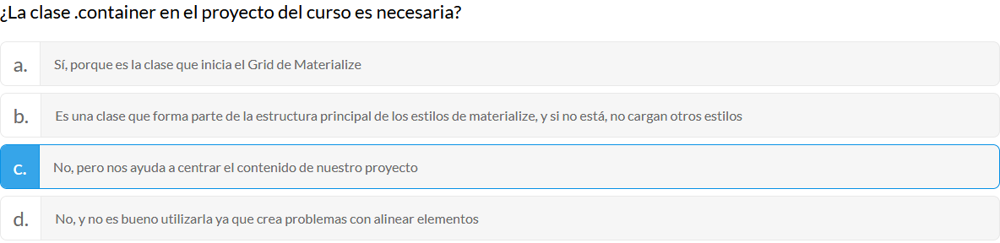 ¿La clase .container en el proyecto del curso es necesaria?
a. Sí, porque es la clase que inicia el Grid de Materialize
b. Es una clase que forma parte de la estructura principal de los estilos de materialize, y si no está, no cargan otros estilos
c. No, pero nos ayuda a centrar el contenido de nuestro proyecto
d. No, y no es bueno utilizarla ya que crea problemas con alinear elementos